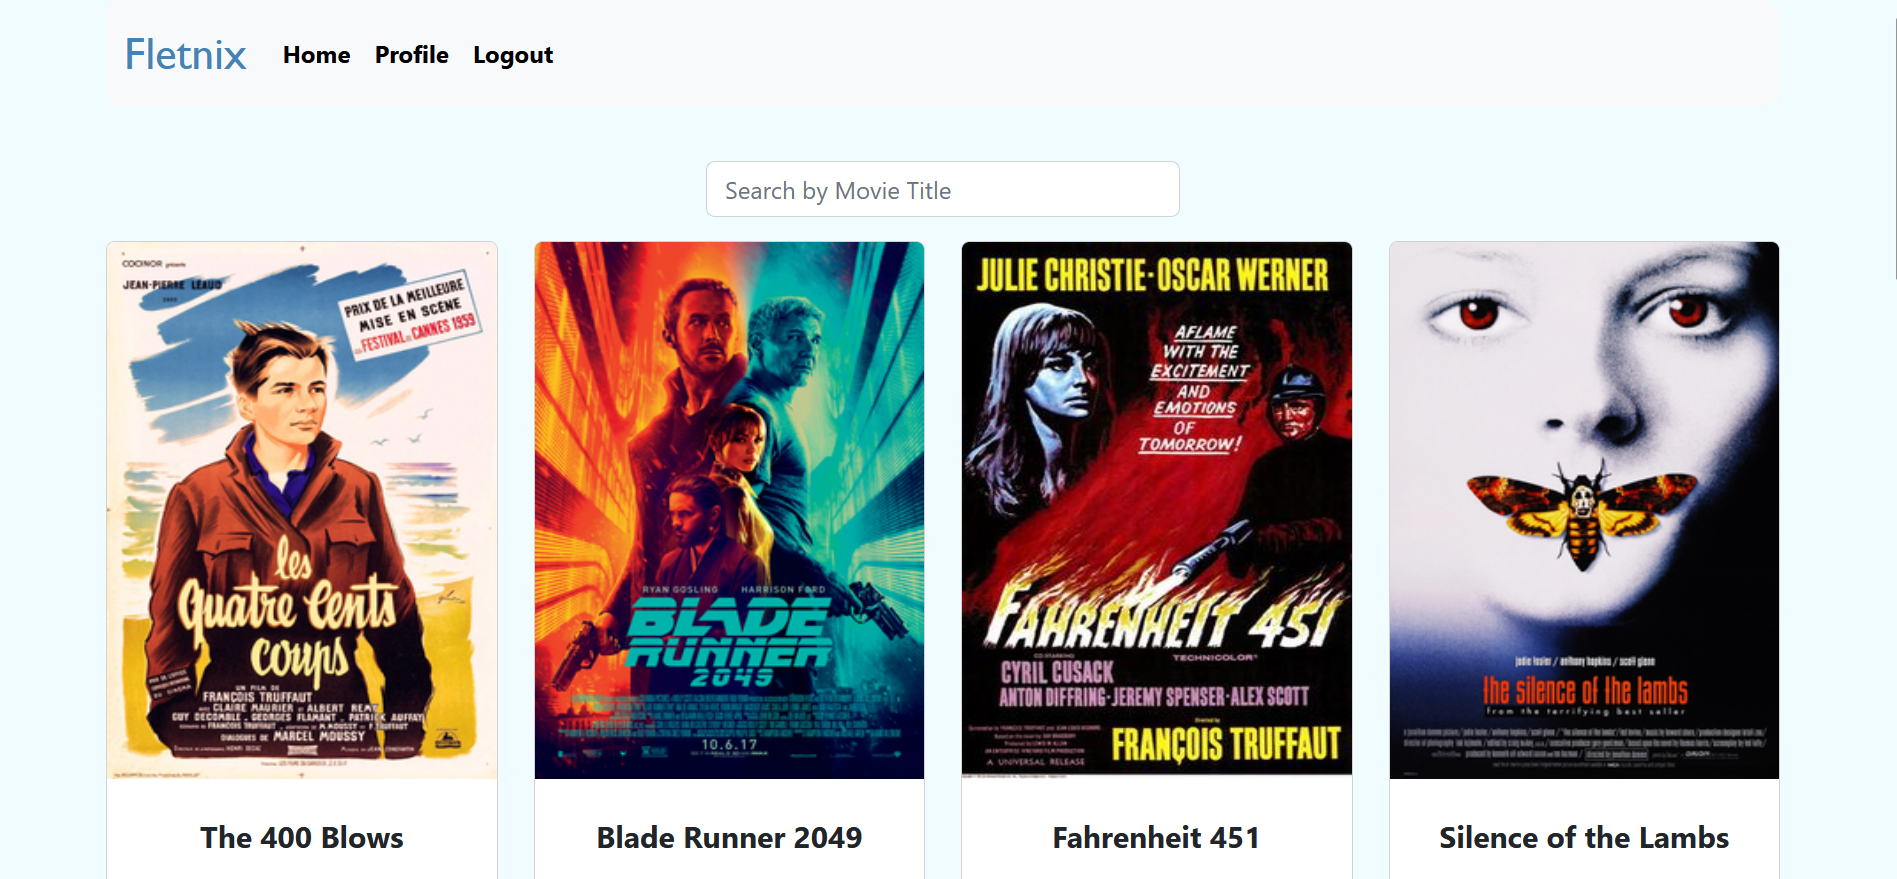 Fletnix Home Profile Logout
Search by Movie Title
COCINOR présente
JEAN-PIERRE LÉAUD
PRIX DE LA MEILLEURE
MISE EN SCÈNE
FESTIVAL DE CANNES 1959
les
quatre cents
coups
UN FILM DE
FRANÇOIS TRUFFAUT
AVEC CLAIRE MAURIER ET ALBERT REMY
GUY DECOMBLE . GEORGES FLAMANT . PATRICK AUFFAY
DIALOGUES DE MARCEL MOUSSY
RYAN GOSLING HARRISON FORD
BLADE
RUNNER
2049
10.6.17
JULIE CHRISTIE·OSCAR WERNER
AFLAME
WITH THE
EXCITEMENT
AND
EMOTIONS
OF
TOMORROW!
FAHRENHEIT 451
CO-STARRING
TECHNICOLOR®
CYRIL CUSACK
ANTON DIFFRING·JEREMY SPENSER·ALEX SCOTT
Directed by
FRANÇOIS TRUFFAUT
A UNIVERSAL RELEASE
jodie foster / anthony hopkins / scott glenn
the silence of the lambs
from the terrifying best seller
The 400 Blows
Blade Runner 2049
Fahrenheit 451
Silence of the Lambs